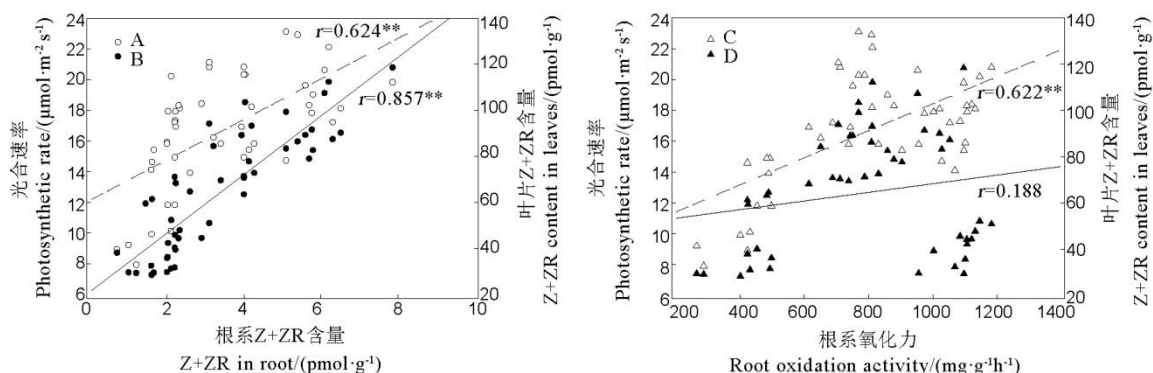 24
22
20
18
16
14
12
10
8
6
光合速率
Photosynthetic rate/(μmol·m⁻² s⁻¹)
A
B
r=0.624**
r=0.857**
140
120
100
80
60
40
20
叶片Z+ZR含量
Z+ZR content in leaves/(pmol·g⁻¹)
0 2 4 6 8 10
根系Z+ZR含量
Z+ZR in root/(pmol·g⁻¹)
24
22
20
18
16
14
12
10
8
6
光合速率
Photosynthetic rate/(μmol·m⁻² s⁻¹)
C
D
r=0.622**
r=0.188
140
120
100
80
60
40
20
叶片Z+ZR含量
Z+ZR content in leaves/(pmol·g⁻¹)
200 400 600 800 1000 1200 1400
根系氧化力
Root oxidation activity/(mg·g⁻¹h⁻¹)